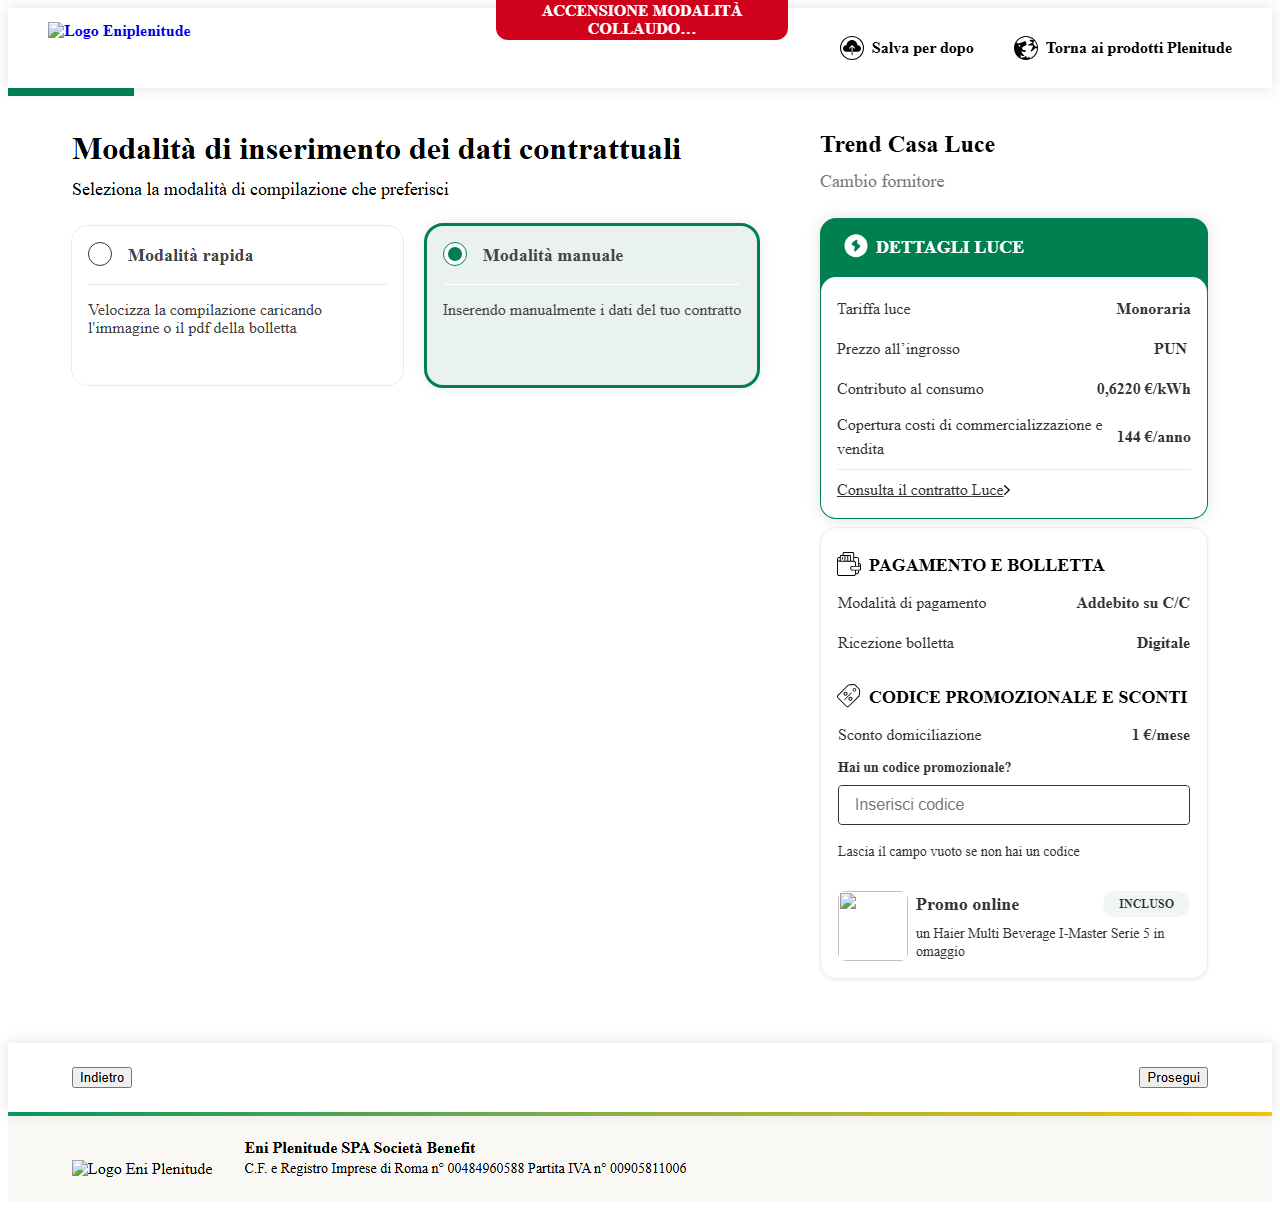 ACCENSIONE MODALITÀ
COLLAUDO...
Logo Eniplenitude
Salva per dopo
Torna ai prodotti Plenitude
Modalità di inserimento dei dati contrattuali
Seleziona la modalità di compilazione che preferisci
Modalità rapida
Velocizza la compilazione caricando
l'immagine o il pdf della bolletta
Modalità manuale
Inserendo manualmente i dati del tuo contratto
Trend Casa Luce
Cambio fornitore
DETTAGLI LUCE
Tariffa luce Monoraria
Prezzo all’ingrosso PUN
Contributo al consumo 0,6220 €/kWh
Copertura costi di commercializzazione e
vendita 144 €/anno
Consulta il contratto Luce
PAGAMENTO E BOLLETTA
Modalità di pagamento Addebito su C/C
Ricezione bolletta Digitale
CODICE PROMOZIONALE E SCONTI
Sconto domiciliazione 1 €/mese
Hai un codice promozionale?
Inserisci codice
Lascia il campo vuoto se non hai un codice
Promo online INCLUSO
un Haier Multi Beverage I-Master Serie 5 in
omaggio
Indietro
Prosegui
Logo Eni Plenitude
Eni Plenitude SPA Società Benefit
C.F. e Registro Imprese di Roma n° 00484960588 Partita IVA n° 00905811006